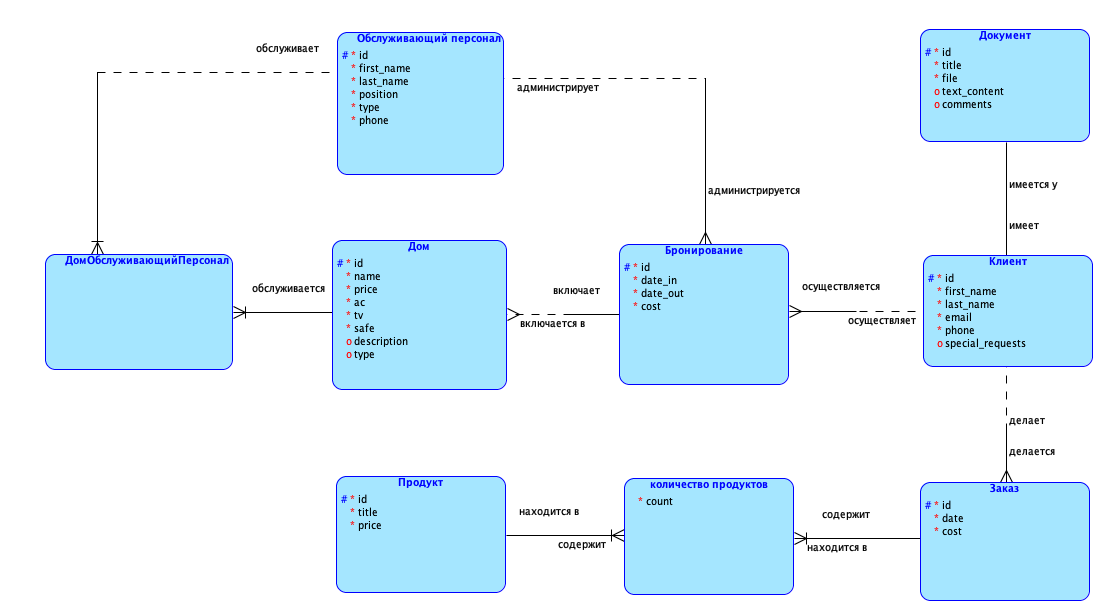 обслуживает
Обслуживающий персонал
# * id
* first_name
* last_name
* position
* type
* phone
администрирует
администрируется
Документ
# * id
* title
* file
o text_content
o comments
имеется у
имеет
ДомОбслуживающийПерсонал
обслуживается
Дом
# * id
* name
* price
* ac
* tv
* safe
o description
o type
включает
включается в
Бронирование
# * id
* date_in
* date_out
* cost
осуществляется
осуществляет
Клиент
# * id
* first_name
* last_name
* email
* phone
o special_requests
делает
делается
Продукт
# * id
* title
* price
находится в
содержит
количество продуктов
* count
содержит
находится в
Заказ
# * id
* date
* cost